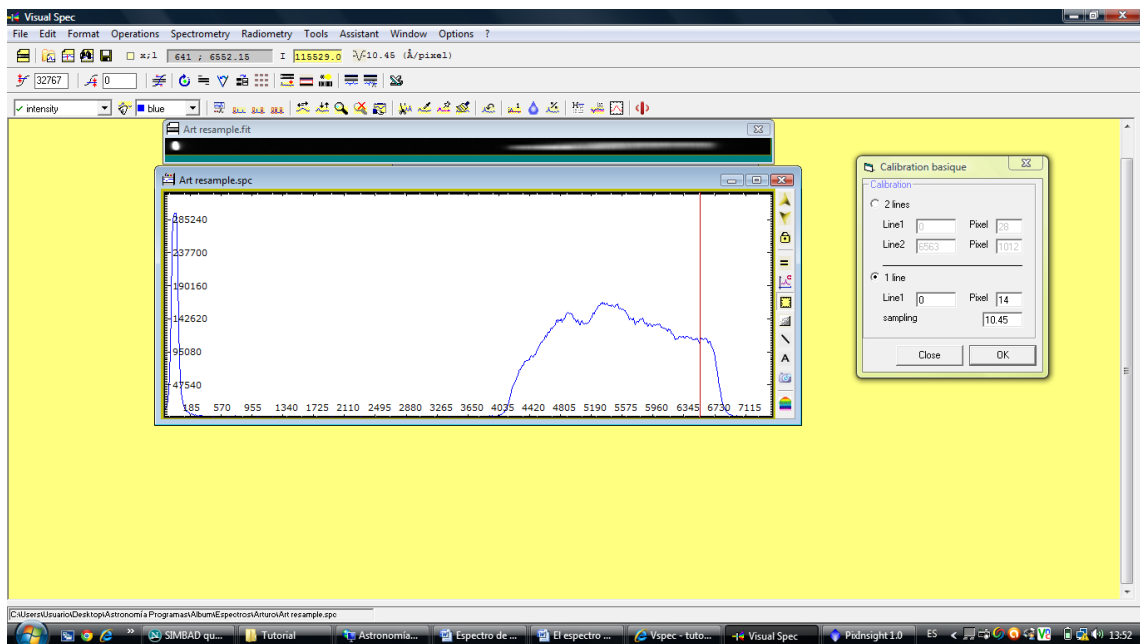 Visual Spec
File Edit Format Operations Spectrometry Radiometry Tools Assistant Window Options ?
x;l 641 ; 6552.15 I 115529.0 10.45 (Å/pixel)
32767 0
intensity blue
Art resample.fit
Art resample.spc
285240
237700
190160
142620
95080
47540
185 570 955 1340 1725 2110 2495 2880 3265 3650 4035 4420 4805 5190 5575 5960 6345 6730 7115
A
Calibration basique
Calibration
2 lines
Line1 0 Pixel 28
Line2 6563 Pixel 1012
1 line
Line1 0 Pixel 14
sampling 10.45
Close OK
C:\Users\Usuario\Desktop\Astronomía Programas\Album\Espectros\Arturo\Art resample.spc
SIMBAD qu... Tutorial Astronomía... Espectro de ... El espectro ... Vspec - tuto... Visual Spec PixInsight 1.0 ES 13:52